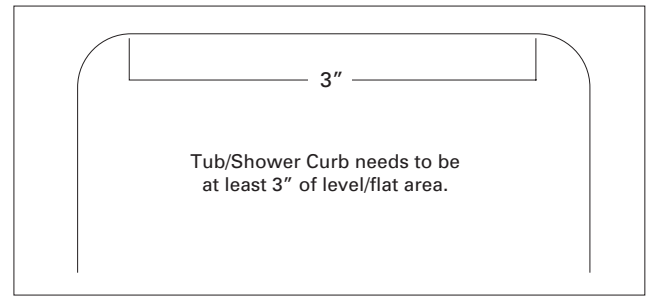 3”
Tub/Shower Curb needs to be
at least 3” of level/flat area.